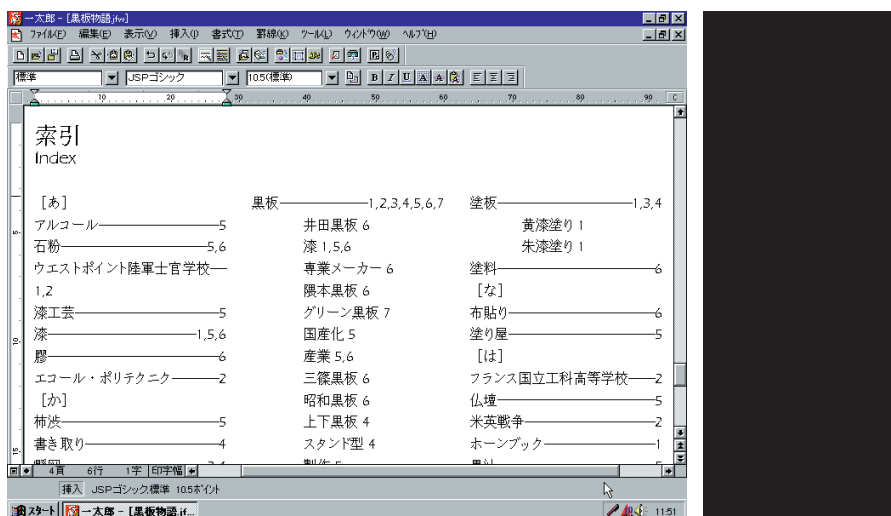 一太郎 - [黒板物語.jfw]
ファイル(F) 編集(E) 表示(V) 挿入(I) 書式(T) 罫線(K) ツール(L) ウィンドウ(W) ヘルプ(H)
標準 JSPゴシック 10.5(標準) B I U A A
10 20 30 40 50 60 70 80 90 C
索引
Index
[あ]
アルコール 5
石粉 5,6
ウエストポイント陸軍士官学校
1,2
漆工芸 5
漆 1,5,6
膠 6
エコール・ポリテクニク 2
[か]
柿渋 5
書き取り 4
黒板 1,2,3,4,5,6,7
井田黒板 6
漆 1,5,6
専業メーカー 6
隈本黒板 6
グリーン黒板 7
国産化 5
産業 5,6
三篠黒板 6
昭和黒板 6
上下黒板 4
スタンド型 4
塗板 1,3,4
黄漆塗り 1
朱漆塗り 1
塗料 6
[な]
布貼り 6
塗り屋 5
[は]
フランス国立工科高等学校 2
仏壇 5
米英戦争 2
ホーンブック 1
5
10
15
4頁 6行 1字 印字幅
挿入 JSPゴシック,標準 10.5ポイント
スタート 一太郎 - [黒板物語.jf... 11:51